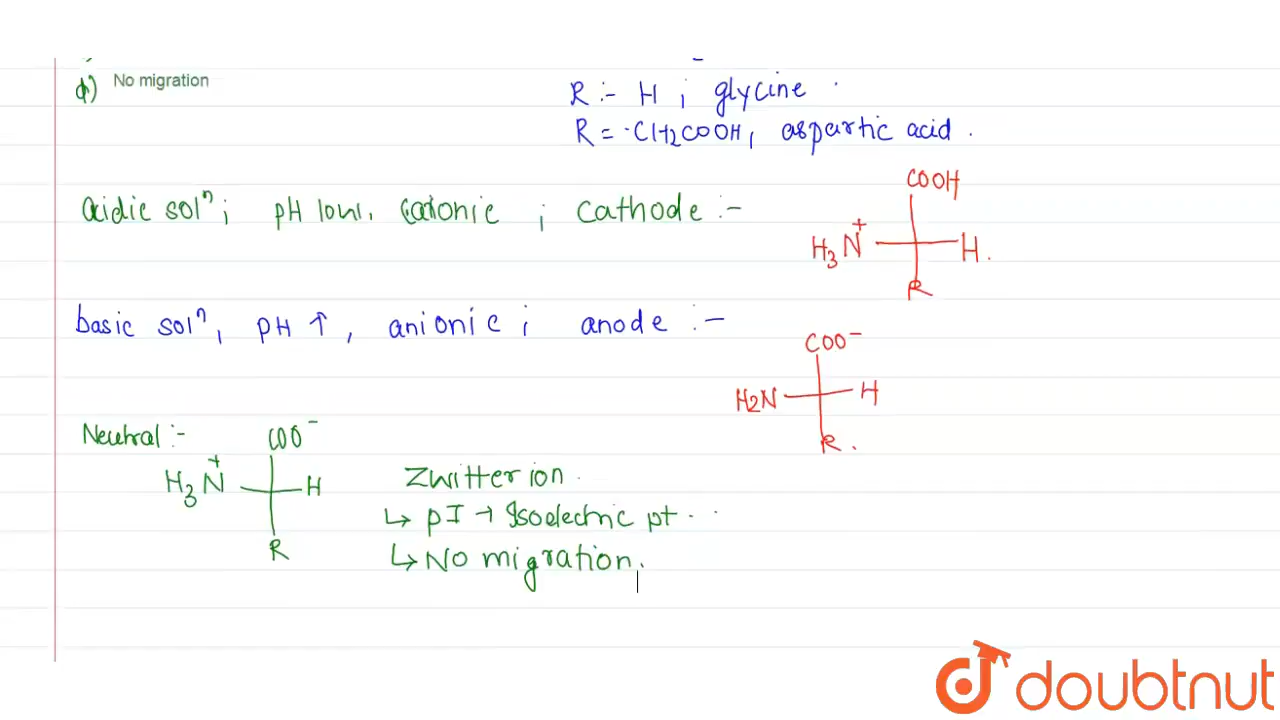 d) No migration
R :- H ; glycine
R = -CH2COOH, aspartic acid.
COOH
acidic solⁿ; pH low, cationic ; cathode :-
H3N+ H.
R
basic solⁿ, pH ↑, anionic ; anode :-
COO-
H2N H
R.
Neutral :- COO-
H3N+ H
R
Zwitter ion.
↳ pI → Isoelectric pt.
↳ No migration.
doubtnut